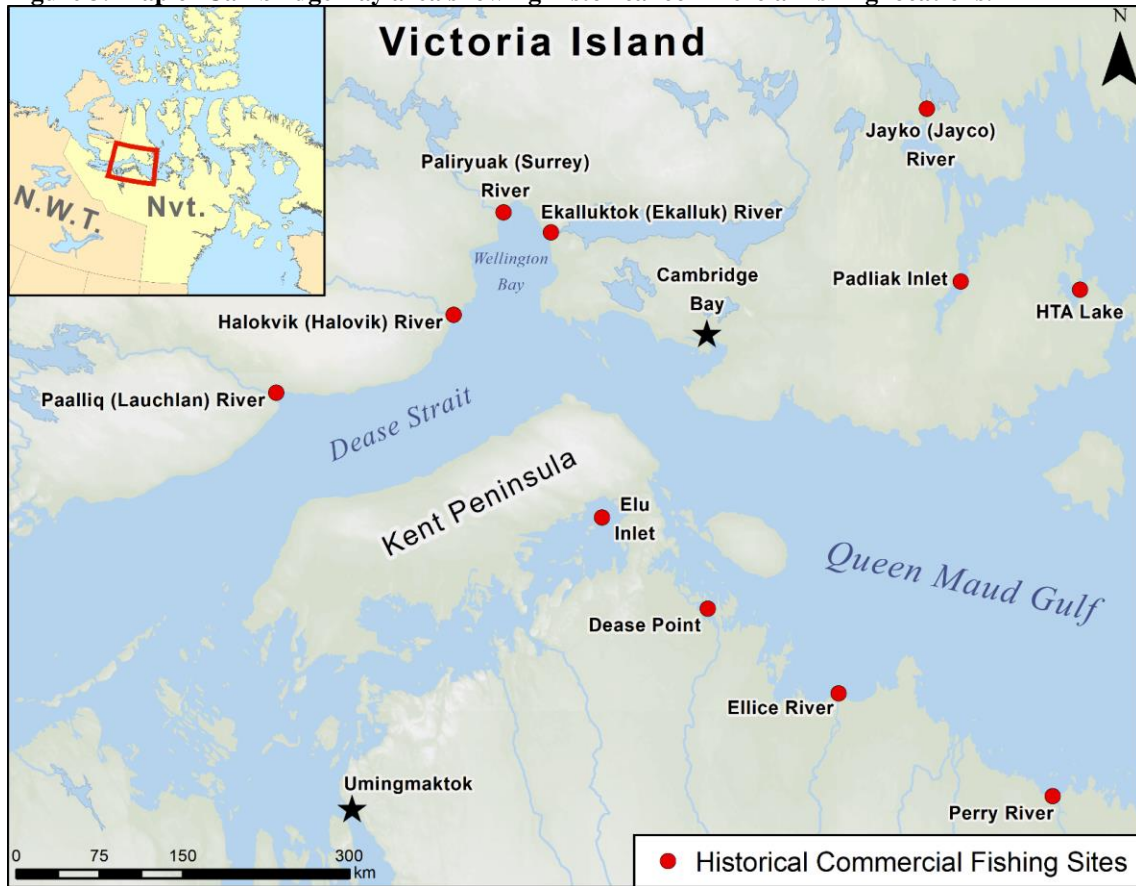 Victoria Island
N
N.W.T.
Nvt.
Jayko (Jayco)
River
Paliryuak (Surrey)
River
Ekalluktok (Ekalluk) River
Wellington
Bay
Cambridge
Bay
Padliak Inlet
HTA Lake
Halokvik (Halovik) River
Paalliq (Lauchlan) River
Dease Strait
Kent Peninsula
Elu
Inlet
Queen Maud Gulf
Dease Point
Ellice River
Umingmaktok
Perry River
0 75 150 300
km
Historical Commercial Fishing Sites